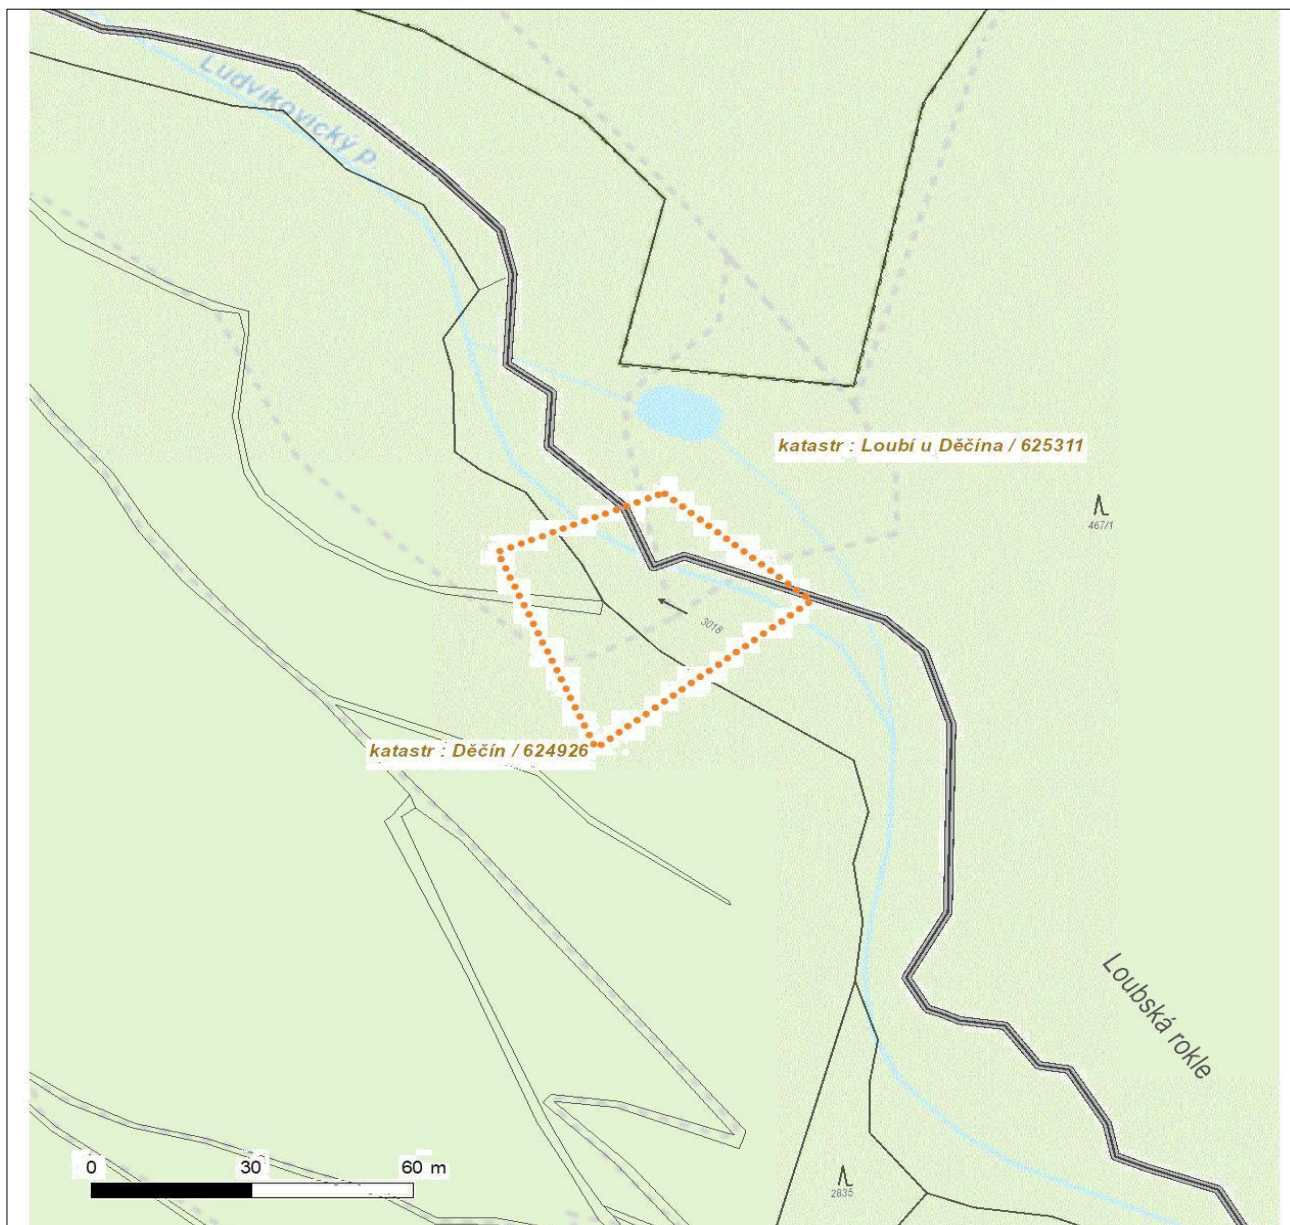 Ludvíkovický p.
katastr : Loubí u Děčína / 625311
467/1
3018
katastr : Děčín / 624926
Loubská rokle
2835
0 30 60 m